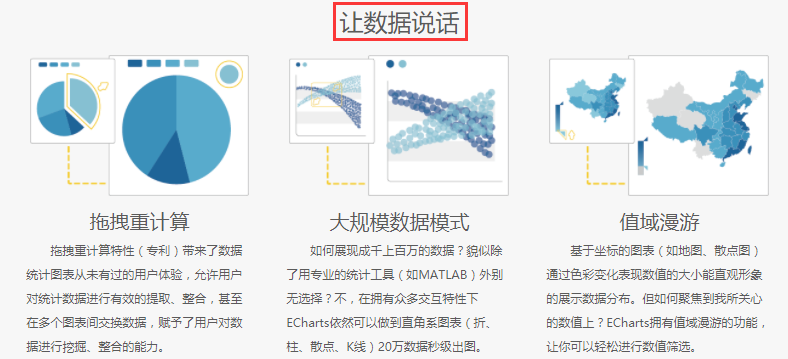 让数据说话
拖拽重计算
拖拽重计算特性（专利）带来了数据
统计图表从未有过的用户体验，允许用户
对统计数据进行有效的提取、整合，甚至
在多个图表间交换数据，赋予了用户对数
据进行挖掘、整合的能力。
大规模数据模式
如何展现成千上百万的数据？貌似除
了用专业的统计工具（如MATLAB）外别
无选择？不，在拥有众多交互特性下
ECharts依然可以做到直角系图表（折、
柱、散点、K线）20万数据秒级出图。
值域漫游
基于坐标的图表（如地图、散点图）
通过色彩变化表现数值的大小能直观形象
的展示数据分布。但如何聚焦到我所关心
的数值上？ECharts拥有值域漫游的功能，
让你可以轻松进行数值筛选。